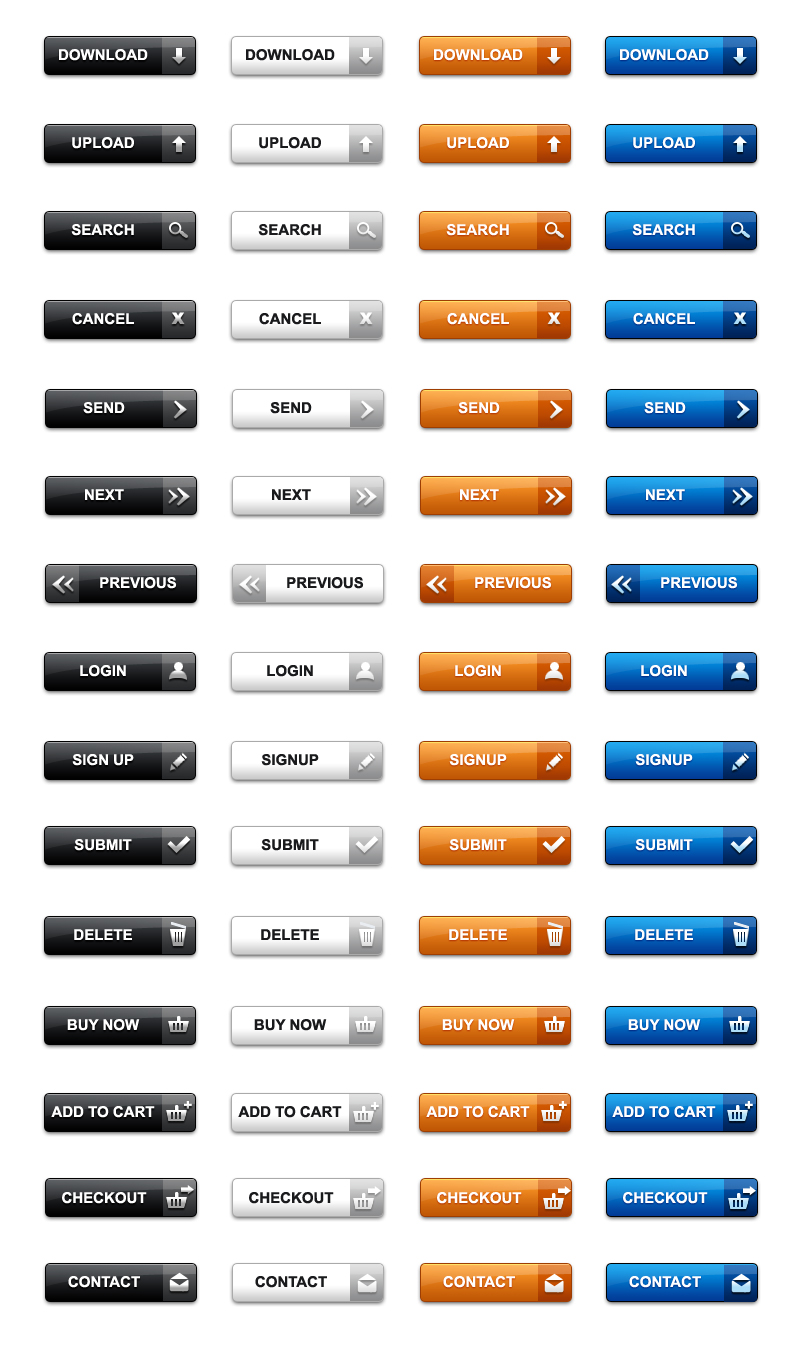 DOWNLOAD DOWNLOAD DOWNLOAD DOWNLOAD
UPLOAD UPLOAD UPLOAD UPLOAD
SEARCH SEARCH SEARCH SEARCH
CANCEL CANCEL CANCEL CANCEL
SEND SEND SEND SEND
NEXT NEXT NEXT NEXT
PREVIOUS PREVIOUS PREVIOUS PREVIOUS
LOGIN LOGIN LOGIN LOGIN
SIGN UP SIGNUP SIGNUP SIGNUP
SUBMIT SUBMIT SUBMIT SUBMIT
DELETE DELETE DELETE DELETE
BUY NOW BUY NOW BUY NOW BUY NOW
ADD TO CART ADD TO CART ADD TO CART ADD TO CART
CHECKOUT CHECKOUT CHECKOUT CHECKOUT
CONTACT CONTACT CONTACT CONTACT